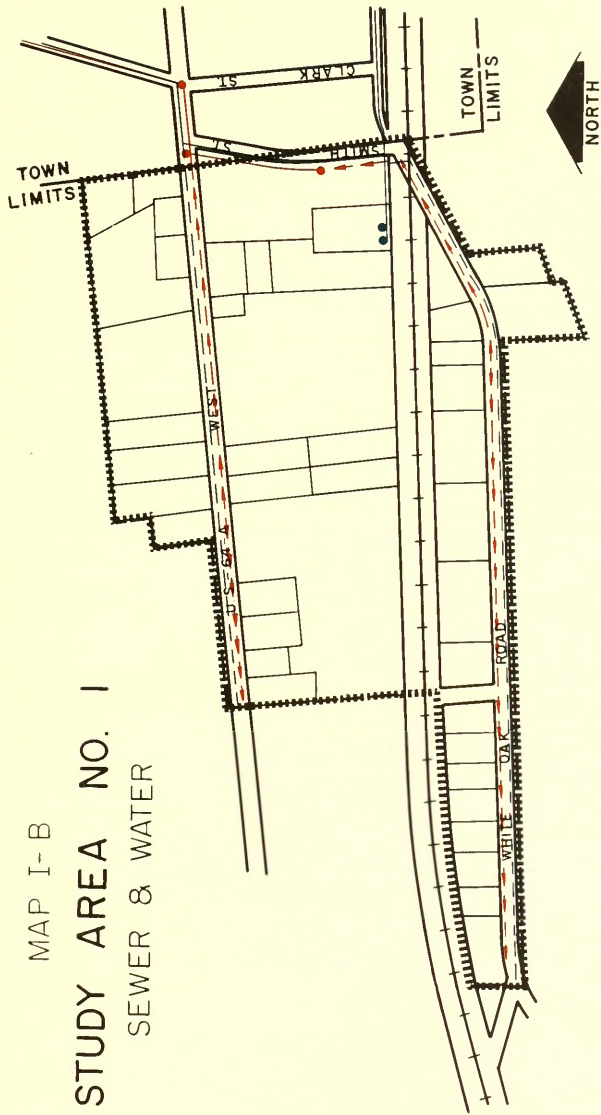 MAP I-B
STUDY AREA NO. 1
SEWER & WATER
TOWN
LIMITS
ST.
CLARK
ST.
SMITH
TOWN
LIMITS
NORTH
U S 64 A
WEST
WHITE OAK ROAD